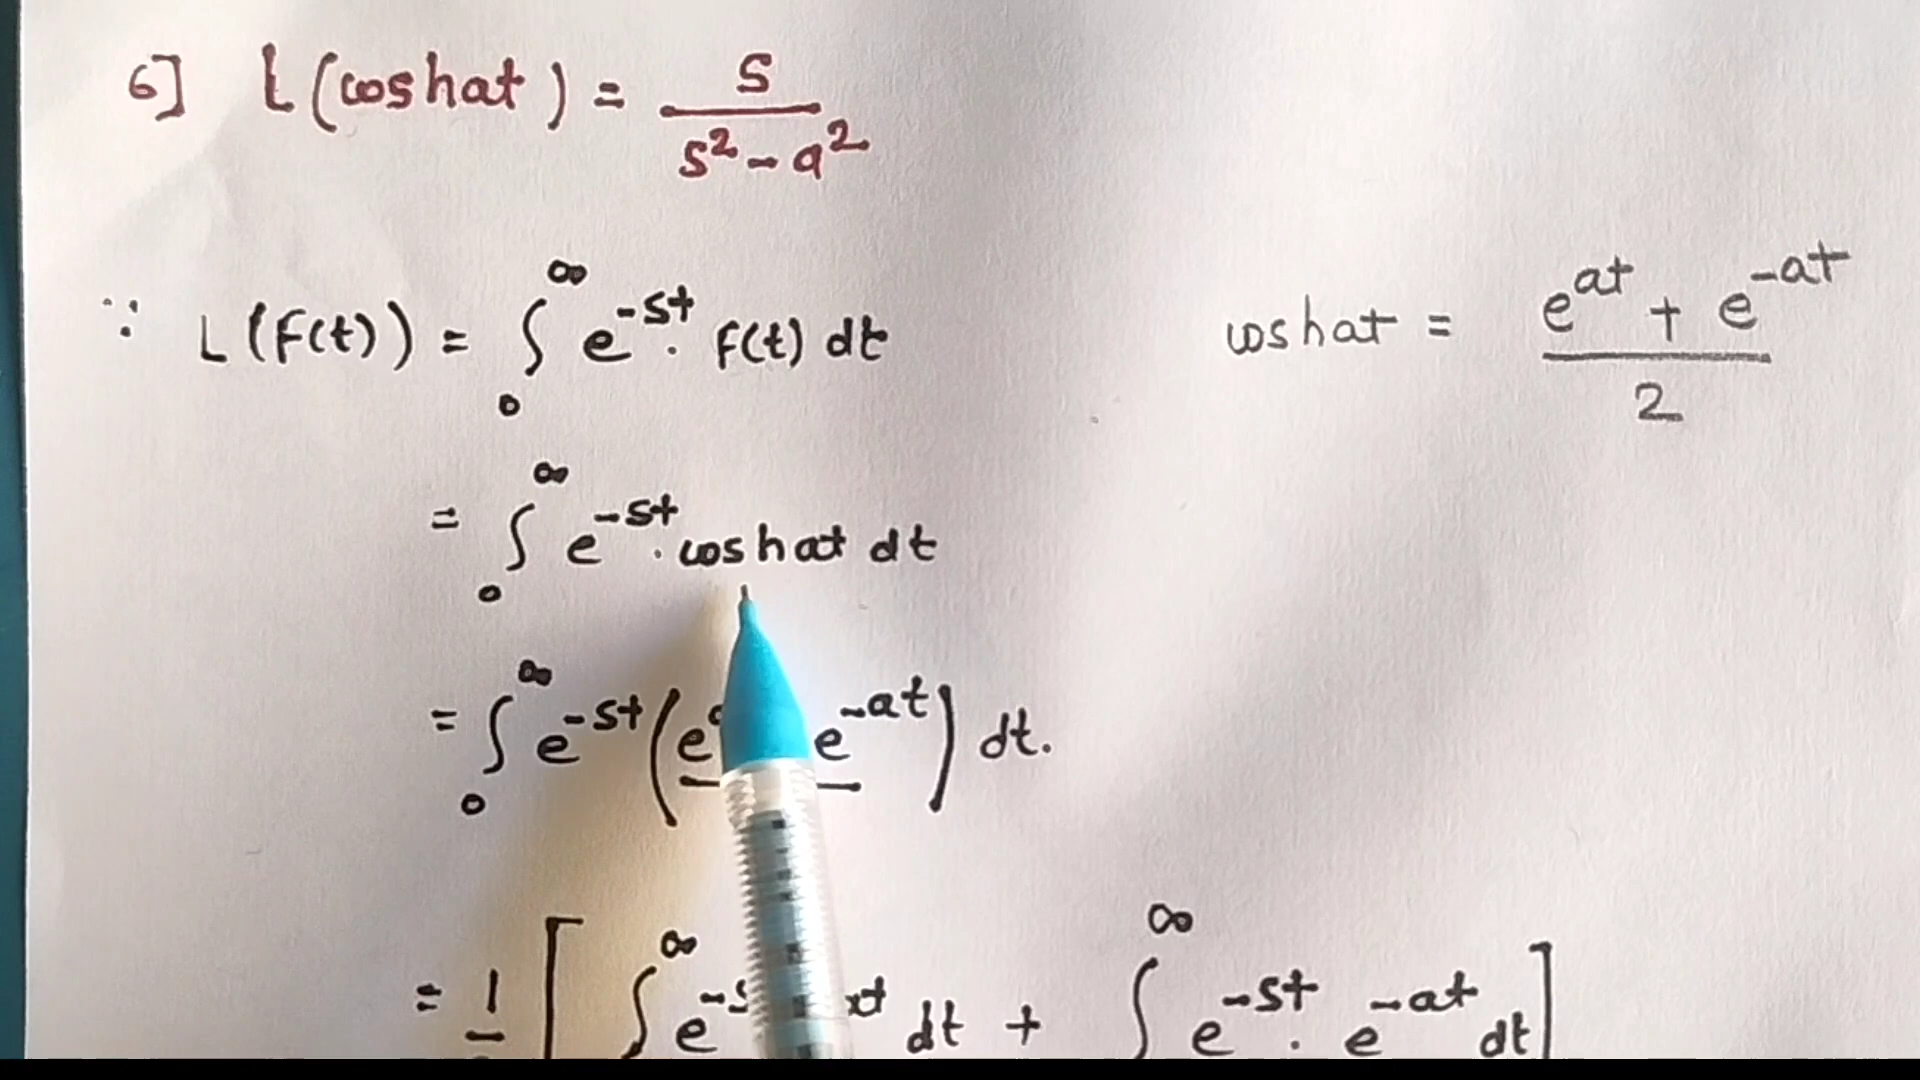 6] L(coshat) = s / s² - a²
∵ L(F(t)) = ∫₀^∞ e^-st . f(t) dt
coshat = e^at + e^-at / 2
= ∫₀^∞ e^-st . coshat dt
= ∫₀^∞ e^-st (e e^-at) dt.
= 1 [ ∫^∞ e dt + ∫^∞ e^-st . e^-at dt ]